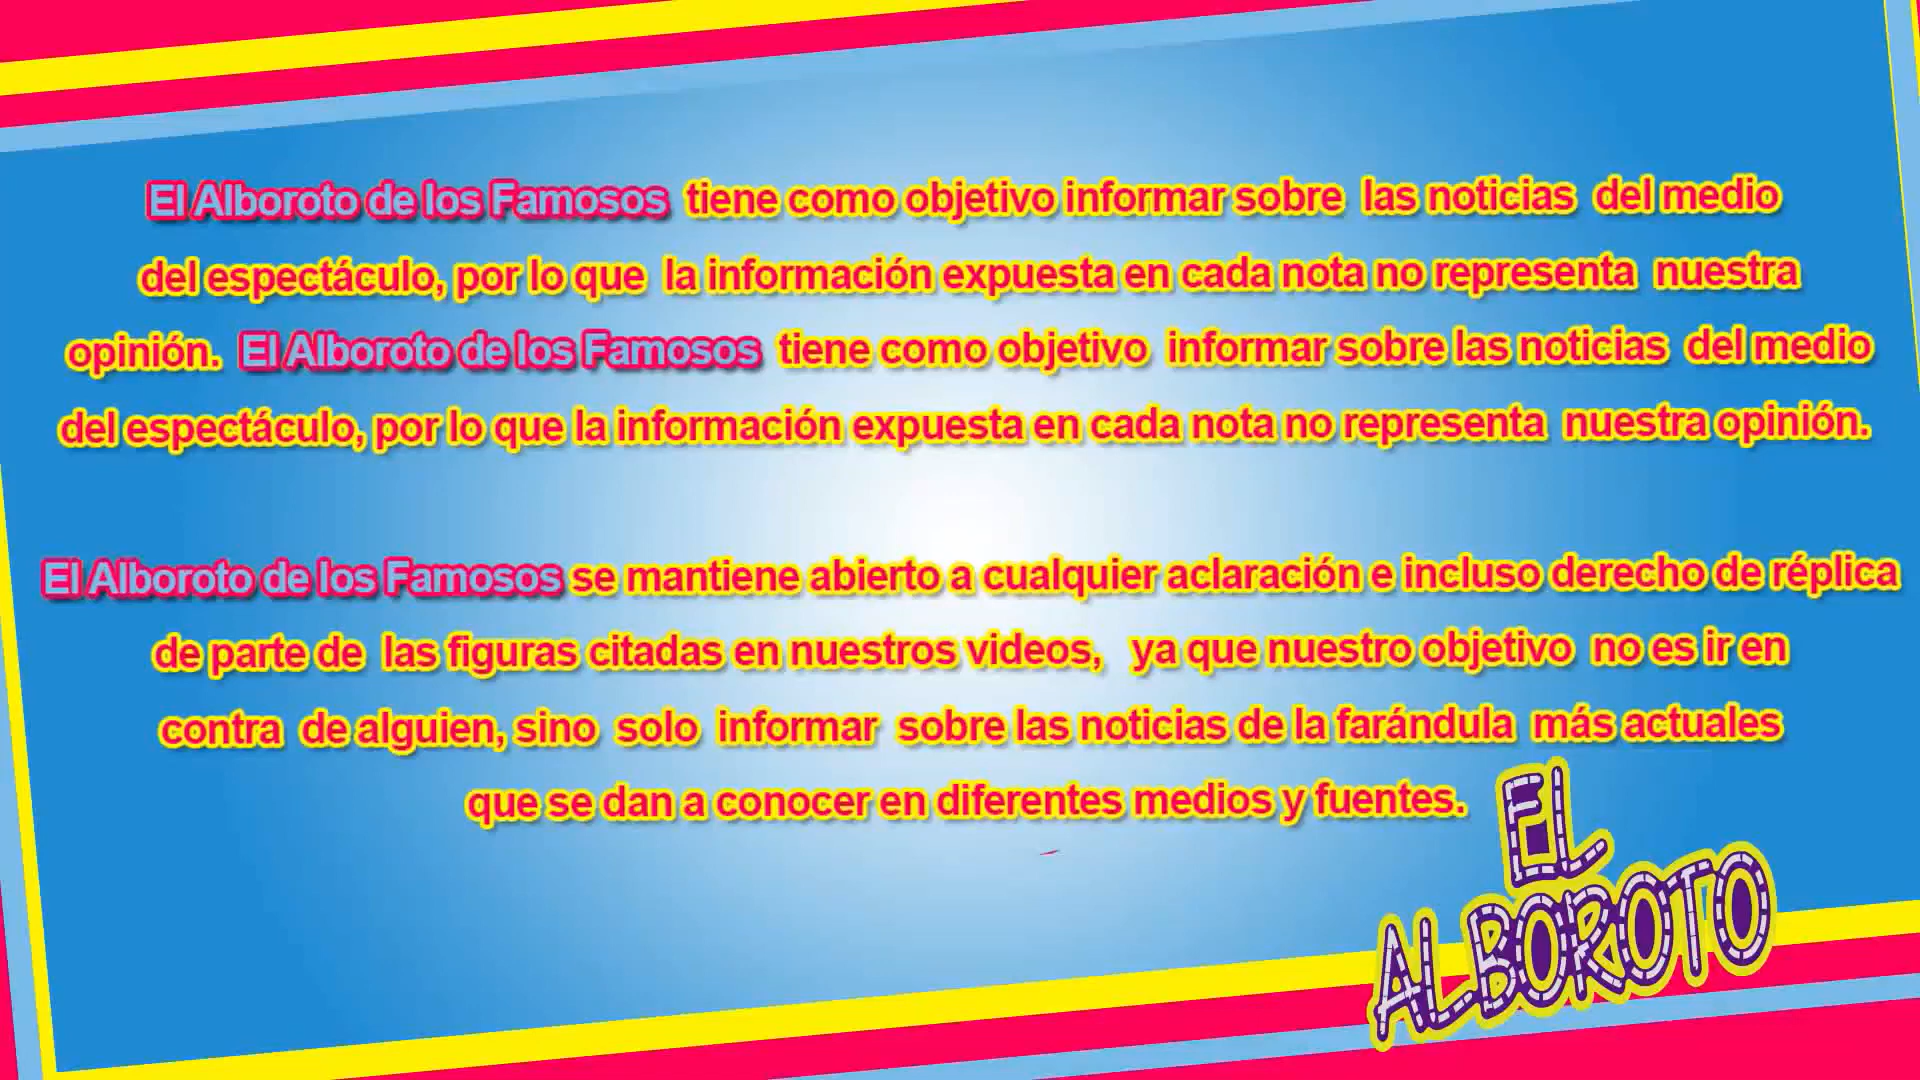 El Alboroto de los Famosos tiene como objetivo informar sobre las noticias del medio
del espectáculo, por lo que la información expuesta en cada nota no representa nuestra
opinión. El Alboroto de los Famosos tiene como objetivo informar sobre las noticias del medio
del espectáculo, por lo que la información expuesta en cada nota no representa nuestra opinión.
El Alboroto de los Famosos se mantiene abierto a cualquier aclaración e incluso derecho de réplica
de parte de las figuras citadas en nuestros videos, ya que nuestro objetivo no es ir en
contra de alguien, sino solo informar sobre las noticias de la farándula más actuales
que se dan a conocer en diferentes medios y fuentes.
EL
ALBOROTO